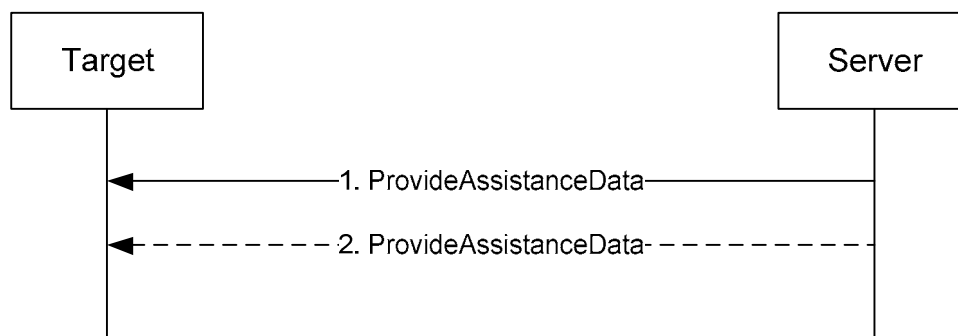 Target
Server
1. ProvideAssistanceData
2. ProvideAssistanceData